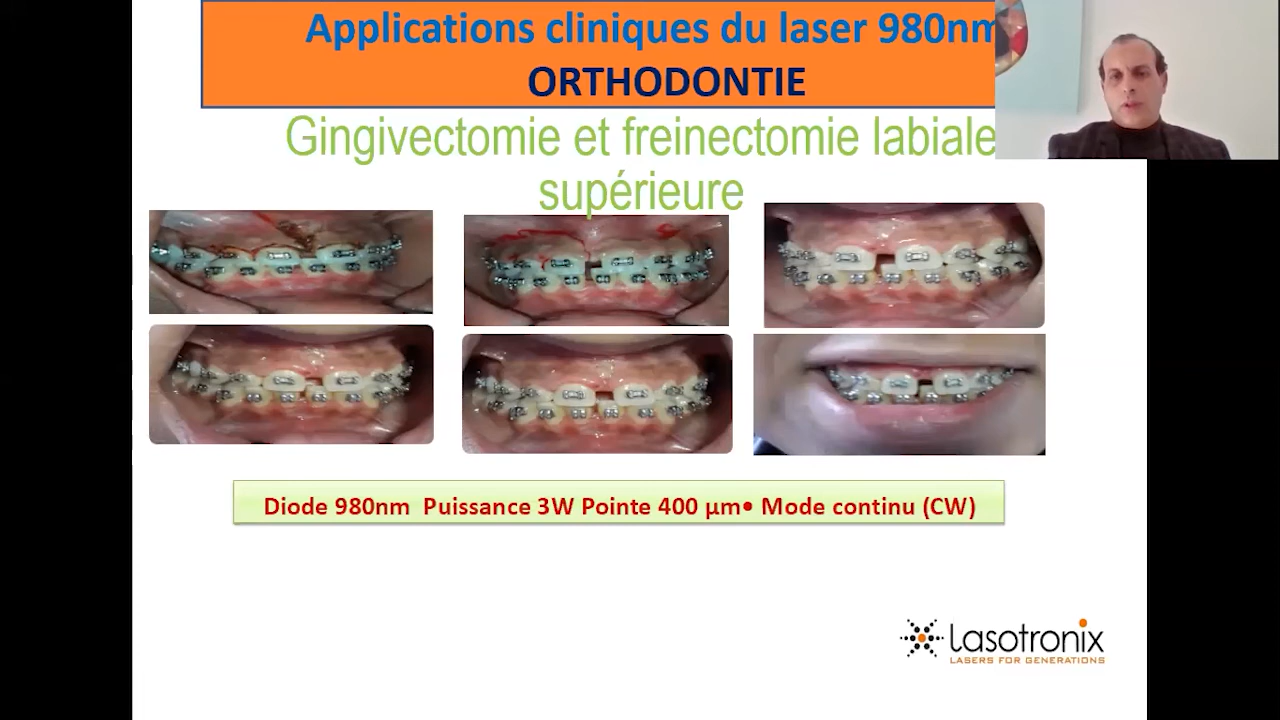 Applications cliniques du laser 980nm
ORTHODONTIE
Gingivectomie et freinectomie labiale
supérieure
Diode 980nm Puissance 3W Pointe 400 µm• Mode continu (CW)
Lasotronix
LASERS FOR GENERATIONS